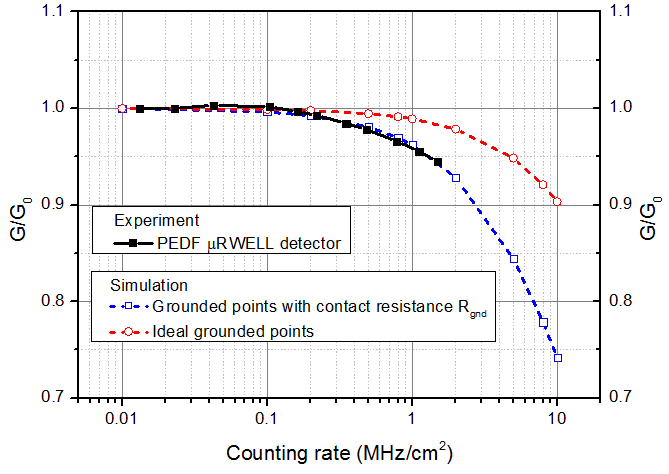 1.1
1.1
1.0
1.0
0.9
0.9
0.8
0.8
0.7
0.7
G/G0
G/G0
Experiment
PEDF μRWELL detector
Simulation
Grounded points with contact resistance Rgnd
Ideal grounded points
0.01
0.1
1
10
Counting rate (MHz/cm²)